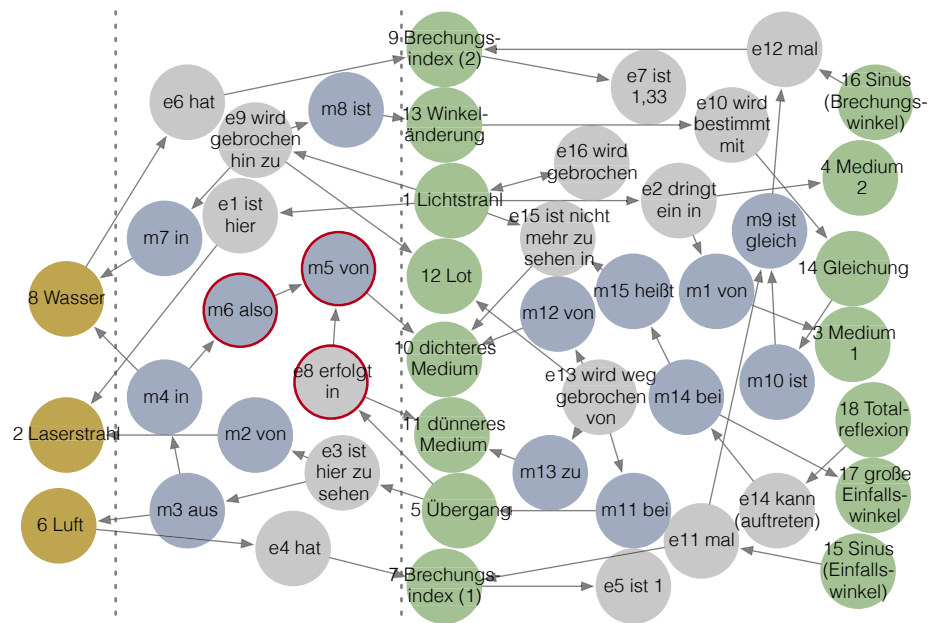 9 Brechungs-
index (2)
e12 mal
e7 ist
1,33
16 Sinus
(Brechungs-
winkel)
e6 hat
m8 ist
e9 wird
gebrochen
hin zu
13 Winkel-
änderung
e10 wird
bestimmt
mit
e16 wird
gebrochen
4 Medium
2
1 Lichtstrahl
e2 dringt
ein in
e1 ist
hier
e15 ist nicht
mehr zu
sehen in
m9 ist
gleich
m7 in
m5 von
12 Lot
14 Gleichung
8 Wasser
m6 also
m12 von
m15 heißt
m1 von
3 Medium
1
10 dichteres
Medium
e8 erfolgt
in
e13 wird weg
gebrochen
von
m14 bei
m10 ist
m4 in
18 Total-
reflexion
2 Laserstrahl
m2 von
11 dünneres
Medium
e3 ist
hier zu
sehen
m13 zu
17 große
Einfalls-
winkel
6 Luft
m3 aus
5 Übergang
m11 bei
e14 kann
(auftreten)
e4 hat
e11 mal
15 Sinus
(Einfalls-
winkel)
7 Brechungs-
index (1)
e5 ist 1